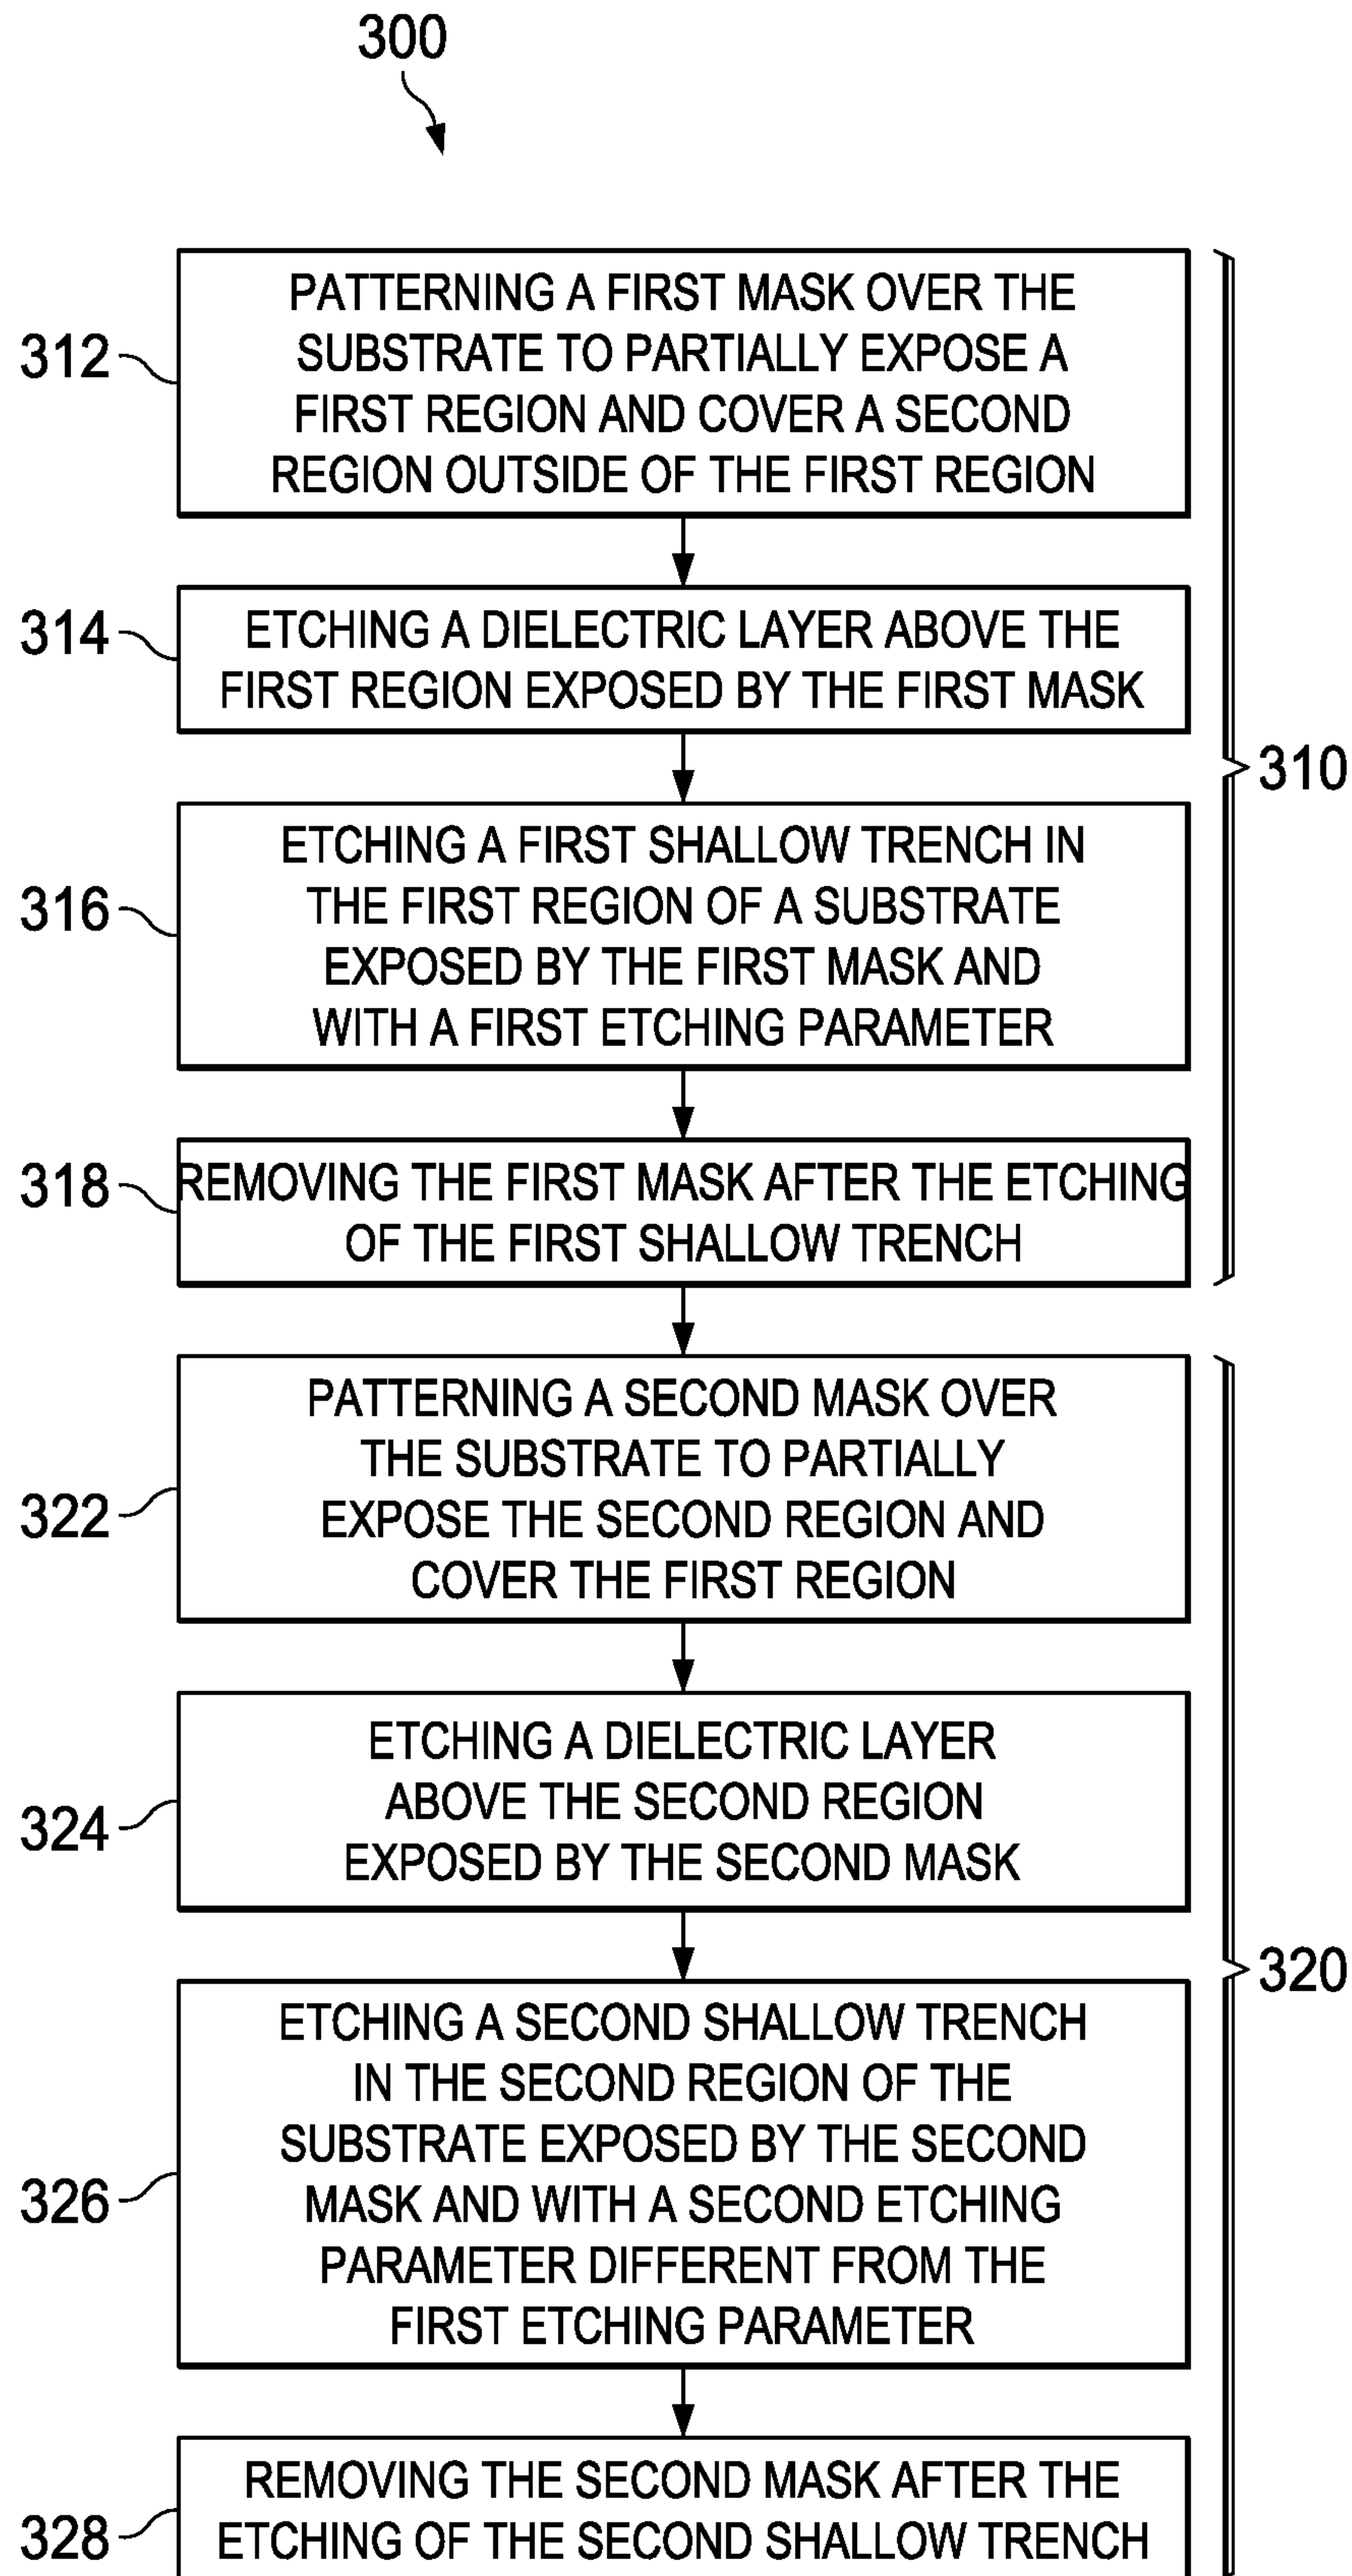 300
312
PATTERNING A FIRST MASK OVER THE
SUBSTRATE TO PARTIALLY EXPOSE A
FIRST REGION AND COVER A SECOND
REGION OUTSIDE OF THE FIRST REGION
314
ETCHING A DIELECTRIC LAYER ABOVE THE
FIRST REGION EXPOSED BY THE FIRST MASK
310
316
ETCHING A FIRST SHALLOW TRENCH IN
THE FIRST REGION OF A SUBSTRATE
EXPOSED BY THE FIRST MASK AND
WITH A FIRST ETCHING PARAMETER
318
REMOVING THE FIRST MASK AFTER THE ETCHING
OF THE FIRST SHALLOW TRENCH
322
PATTERNING A SECOND MASK OVER
THE SUBSTRATE TO PARTIALLY
EXPOSE THE SECOND REGION AND
COVER THE FIRST REGION
324
ETCHING A DIELECTRIC LAYER
ABOVE THE SECOND REGION
EXPOSED BY THE SECOND MASK
320
326
ETCHING A SECOND SHALLOW TRENCH
IN THE SECOND REGION OF THE
SUBSTRATE EXPOSED BY THE SECOND
MASK AND WITH A SECOND ETCHING
PARAMETER DIFFERENT FROM THE
FIRST ETCHING PARAMETER
328
REMOVING THE SECOND MASK AFTER THE
ETCHING OF THE SECOND SHALLOW TRENCH